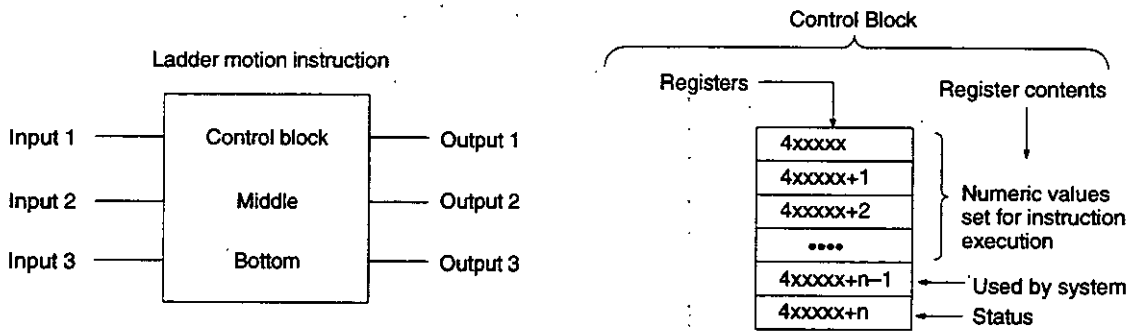 Control Block
Ladder motion instruction
Registers
Register contents
Input 1
Control block
Output 1
Input 2
Middle
Output 2
Input 3
Bottom
Output 3
4xxxxx
4xxxxx+1
4xxxxx+2
••••
4xxxxx+n–1
4xxxxx+n
Numeric values
set for instruction
execution
Used by system
Status